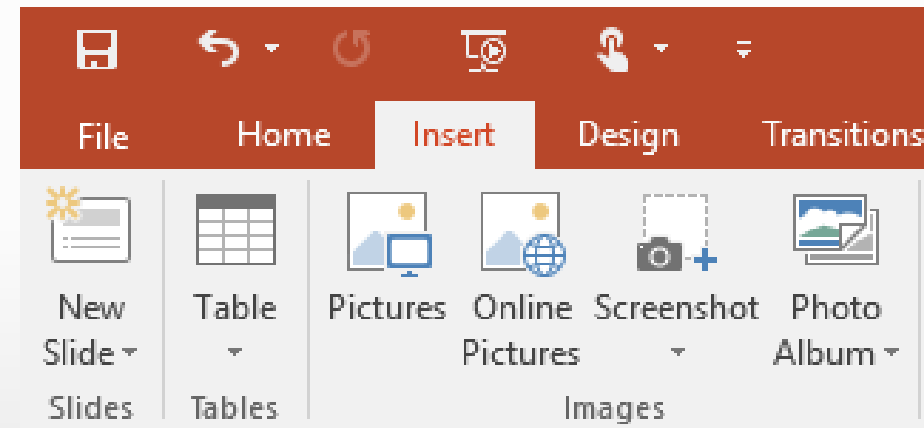 File Home Insert Design Transitions
New Table Pictures Online Screenshot Photo
Slide Pictures Album
Slides Tables Images